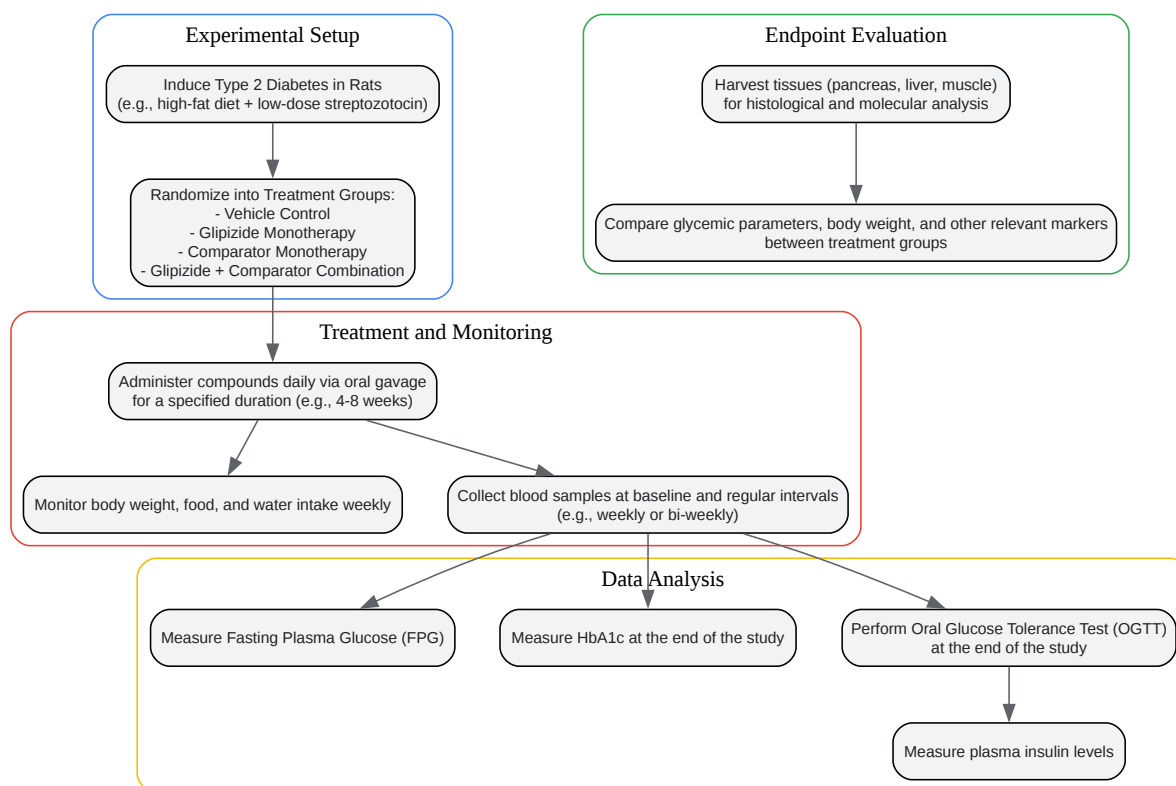 Experimental Setup
Induce Type 2 Diabetes in Rats
(e.g., high-fat diet + low-dose streptozotocin)
Randomize into Treatment Groups:
- Vehicle Control
- Glipizide Monotherapy
- Comparator Monotherapy
- Glipizide + Comparator Combination
Endpoint Evaluation
Harvest tissues (pancreas, liver, muscle)
for histological and molecular analysis
Compare glycemic parameters, body weight, and other relevant markers
between treatment groups
Treatment and Monitoring
Administer compounds daily via oral gavage
for a specified duration (e.g., 4-8 weeks)
Monitor body weight, food, and water intake weekly
Collect blood samples at baseline and regular intervals
(e.g., weekly or bi-weekly)
Data Analysis
Measure Fasting Plasma Glucose (FPG)
Measure HbA1c at the end of the study
Perform Oral Glucose Tolerance Test (OGTT)
at the end of the study
Measure plasma insulin levels